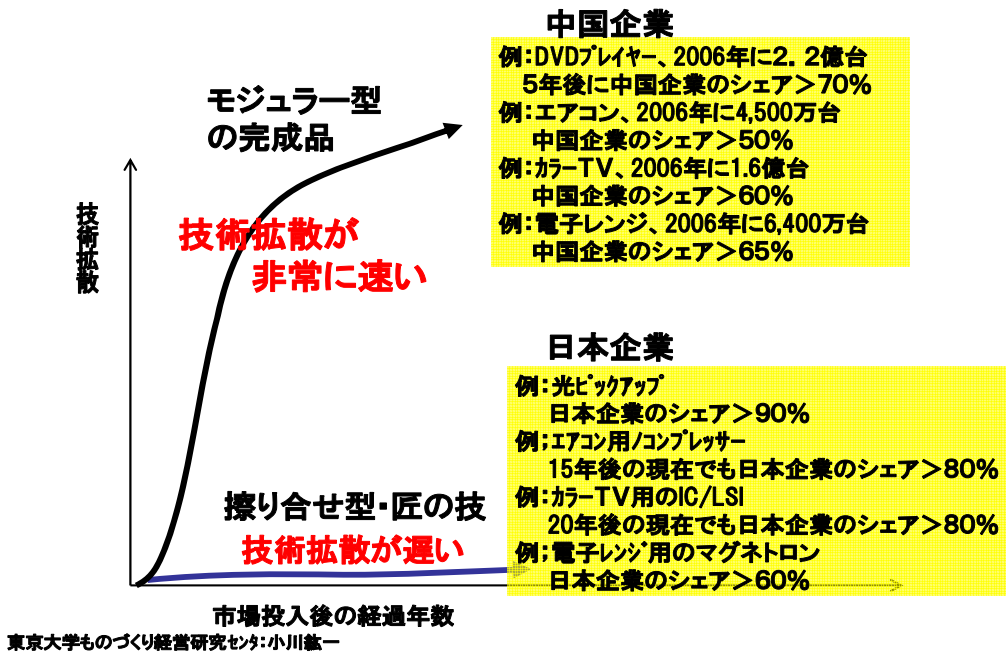 中国企業
例:DVDﾌﾟﾚｲﾔｰ、2006年に2．2億台
5年後に中国企業のシェア＞70%
例:エアコン、2006年に4,500万台
中国企業のシェア＞50%
例:ｶﾗｰTV、2006年に1.6億台
中国企業のシェア＞60%
例:電子レンジ、2006年に6,400万台
中国企業のシェア＞65%
モジュラー型
の完成品
技術拡散
技術拡散が
非常に速い
日本企業
例:光ﾋﾟｯｸｱｯﾌﾟ
日本企業のシェア＞90%
例;ｴｱｺﾝ用ﾉｺﾝﾌﾟﾚｯｻｰ
15年後の現在でも日本企業のシェア＞80%
例:ｶﾗｰTV用のIC/LSI
20年後の現在でも日本企業のシェア＞80%
例;電子ﾚﾝｼﾞ用のマグネトロン
日本企業のシェア＞60%
擦り合せ型・匠の技
技術拡散が遅い
市場投入後の経過年数
東京大学ものづくり経営研究ｾﾝﾀ:小川紘一